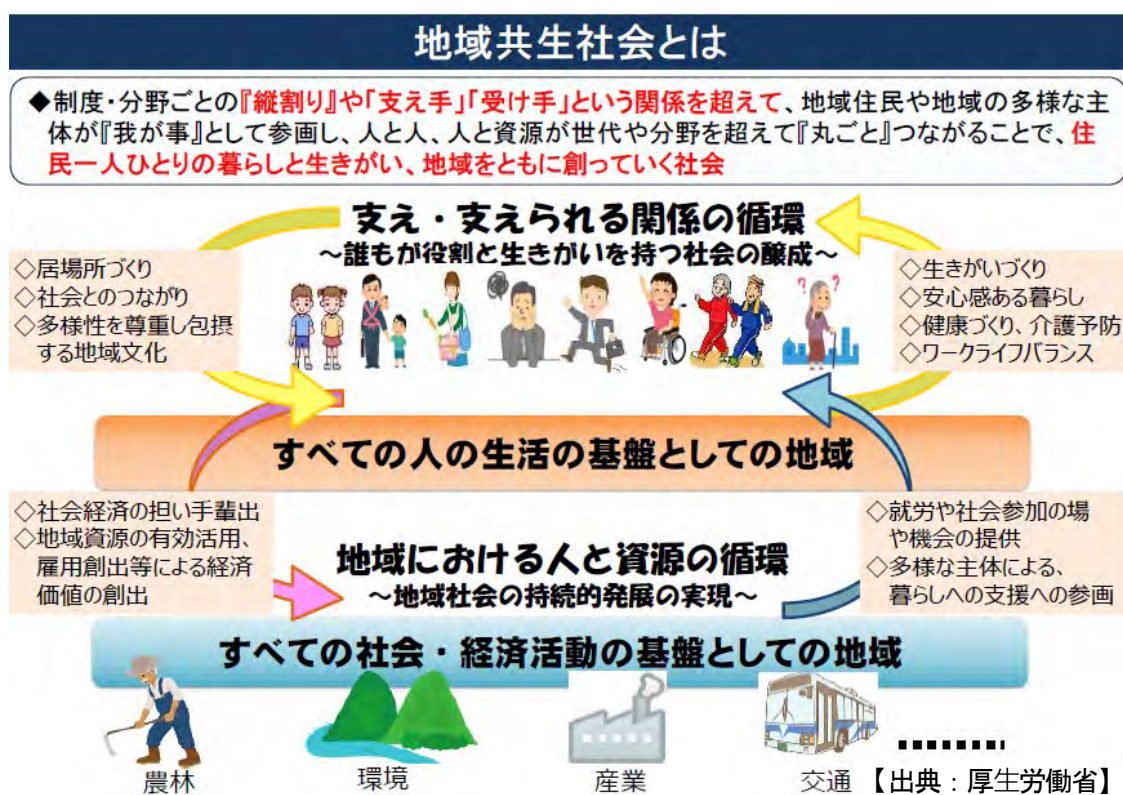 地域共生社会とは
◆制度・分野ごとの『縦割り』や「支え手」「受け手」という関係を超えて、地域住民や地域の多様な主
体が『我が事』として参画し、人と人、人と資源が世代や分野を超えて『丸ごと』つながることで、住
民一人ひとりの暮らしと生きがい、地域をともに創っていく社会
支え・支えられる関係の循環
～誰もが役割と生きがいを持つ社会の醸成～
◇居場所づくり
◇社会とのつながり
◇多様性を尊重し包摂
する地域文化
◇生きがいづくり
◇安心感ある暮らし
◇健康づくり、介護予防
◇ワークライフバランス
すべての人の生活の基盤としての地域
◇社会経済の担い手輩出
◇地域資源の有効活用、
雇用創出等による経済
価値の創出
地域における人と資源の循環
～地域社会の持続的発展の実現～
◇就労や社会参加の場
や機会の提供
◇多様な主体による、
暮らしへの支援への参画
すべての社会・経済活動の基盤としての地域
農林
環境
産業
交通
【出典：厚生労働省】